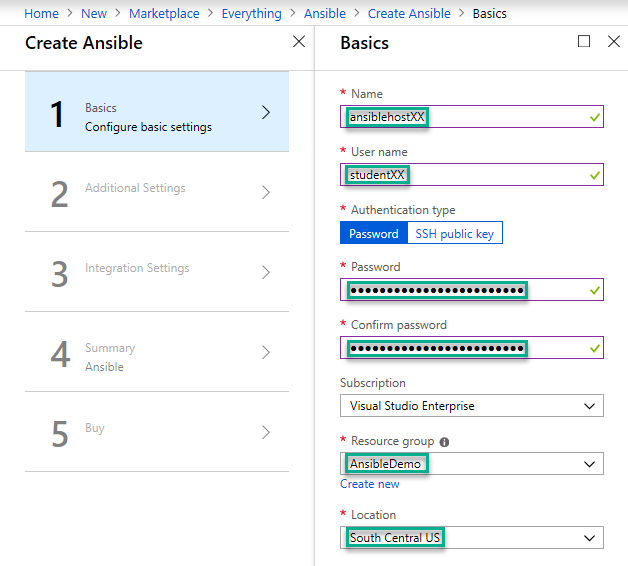 Home > New > Marketplace > Everything > Ansible > Create Ansible > Basics
Create Ansible
1
Basics
Configure basic settings
2
Additional Settings
3
Integration Settings
4
Summary
Ansible
5
Buy
Basics
* Name
ansiblehostXX
* User name
studentXX
* Authentication type
Password SSH public key
* Password
••••••••••••••••••••••••
* Confirm password
••••••••••••••••••••••••
Subscription
Visual Studio Enterprise
* Resource group
AnsibleDemo
Create new
* Location
South Central US